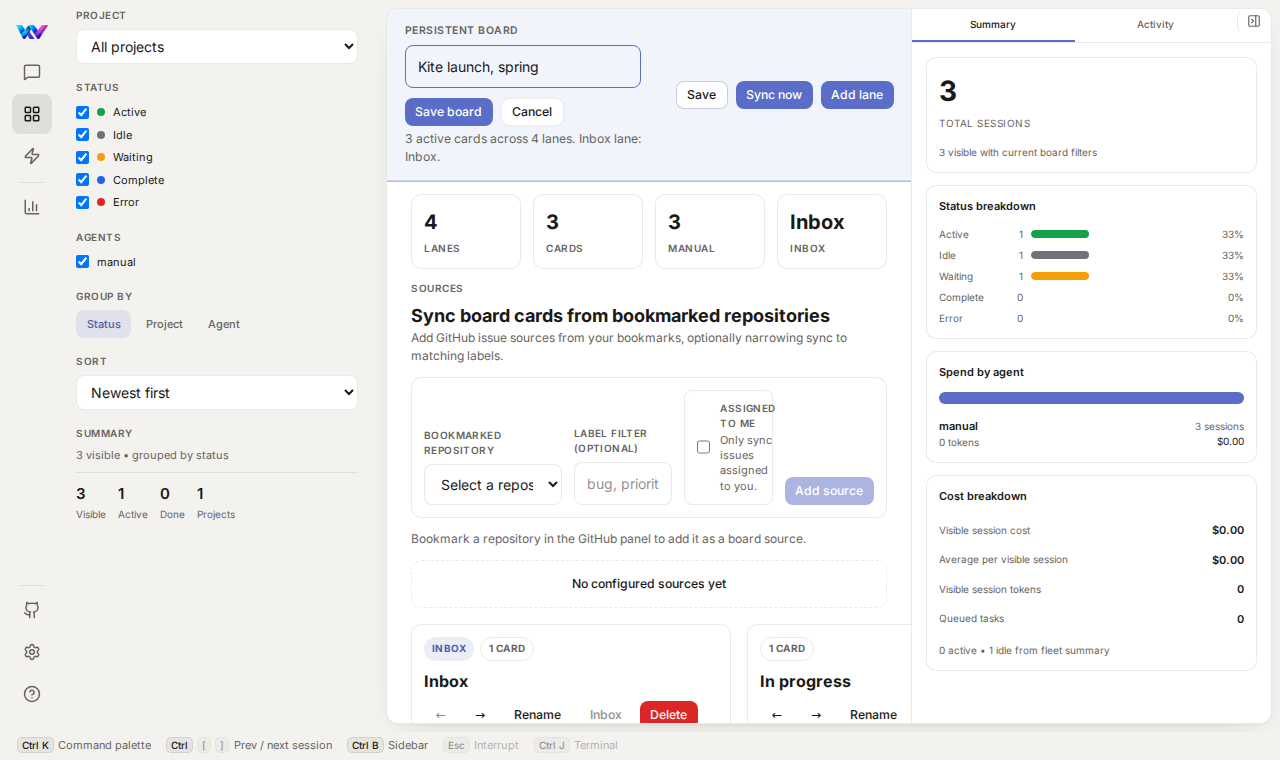 PROJECT
All projects
STATUS
Active
Idle
Waiting
Complete
Error
AGENTS
manual
GROUP BY
Status Project Agent
SORT
Newest first
SUMMARY
3 visible • grouped by status
3 1 0 1
Visible Active Done Projects
PERSISTENT BOARD
Kite launch, spring
Save board Cancel
3 active cards across 4 lanes. Inbox lane:
Inbox.
Save Sync now Add lane
4 3 3 Inbox
LANES CARDS MANUAL INBOX
SOURCES
Sync board cards from bookmarked repositories
Add GitHub issue sources from your bookmarks, optionally narrowing sync to
matching labels.
BOOKMARKED
REPOSITORY
Select a repos
LABEL FILTER
(OPTIONAL)
bug, priorit
ASSIGNED
TO ME
Only sync
issues
assigned
to you.
Add source
Bookmark a repository in the GitHub panel to add it as a board source.
No configured sources yet
INBOX 1 CARD
Inbox
← → Rename Inbox Delete
1 CARD
In progress
← → Rename
Summary Activity
3
TOTAL SESSIONS
3 visible with current board filters
Status breakdown
Active 1 33%
Idle 1 33%
Waiting 1 33%
Complete 0 0%
Error 0 0%
Spend by agent
manual 3 sessions
0 tokens $0.00
Cost breakdown
Visible session cost $0.00
Average per visible session $0.00
Visible session tokens 0
Queued tasks 0
0 active • 1 idle from fleet summary
Ctrl K Command palette Ctrl [ ] Prev / next session Ctrl B Sidebar Esc Interrupt Ctrl J Terminal